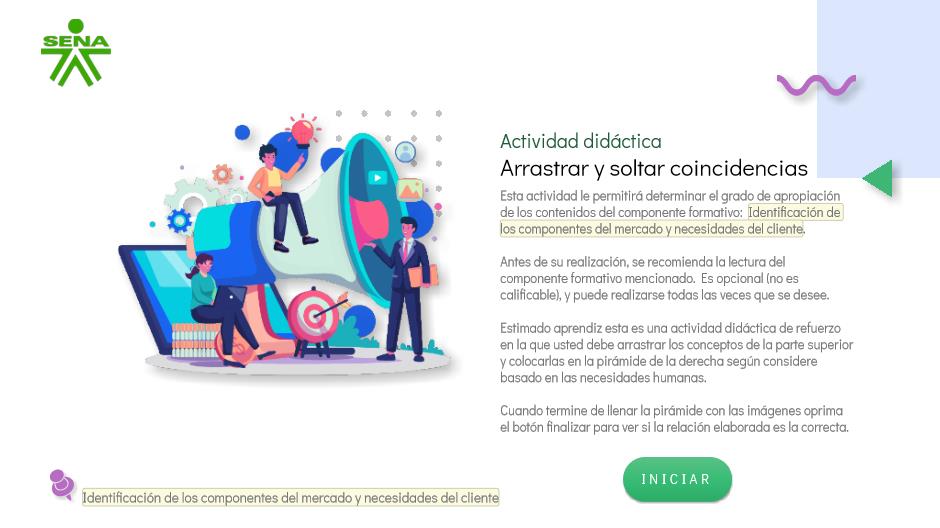 SENA
Actividad didáctica
Arrastrar y soltar coincidencias
Esta actividad le permitirá determinar el grado de apropiación
de los contenidos del componente formativo: Identificación de
los componentes del mercado y necesidades del cliente.
Antes de su realización, se recomienda la lectura del
componente formativo mencionado. Es opcional (no es
calificable), y puede realizarse todas las veces que se desee.
Estimado aprendiz esta es una actividad didáctica de refuerzo
en la que usted debe arrastrar los conceptos de la parte superior
y colocarlas en la pirámide de la derecha según considere
basado en las necesidades humanas.
Cuando termine de llenar la pirámide con las imágenes oprima
el botón finalizar para ver si la relación elaborada es la correcta.
INICIAR
Identificación de los componentes del mercado y necesidades del cliente